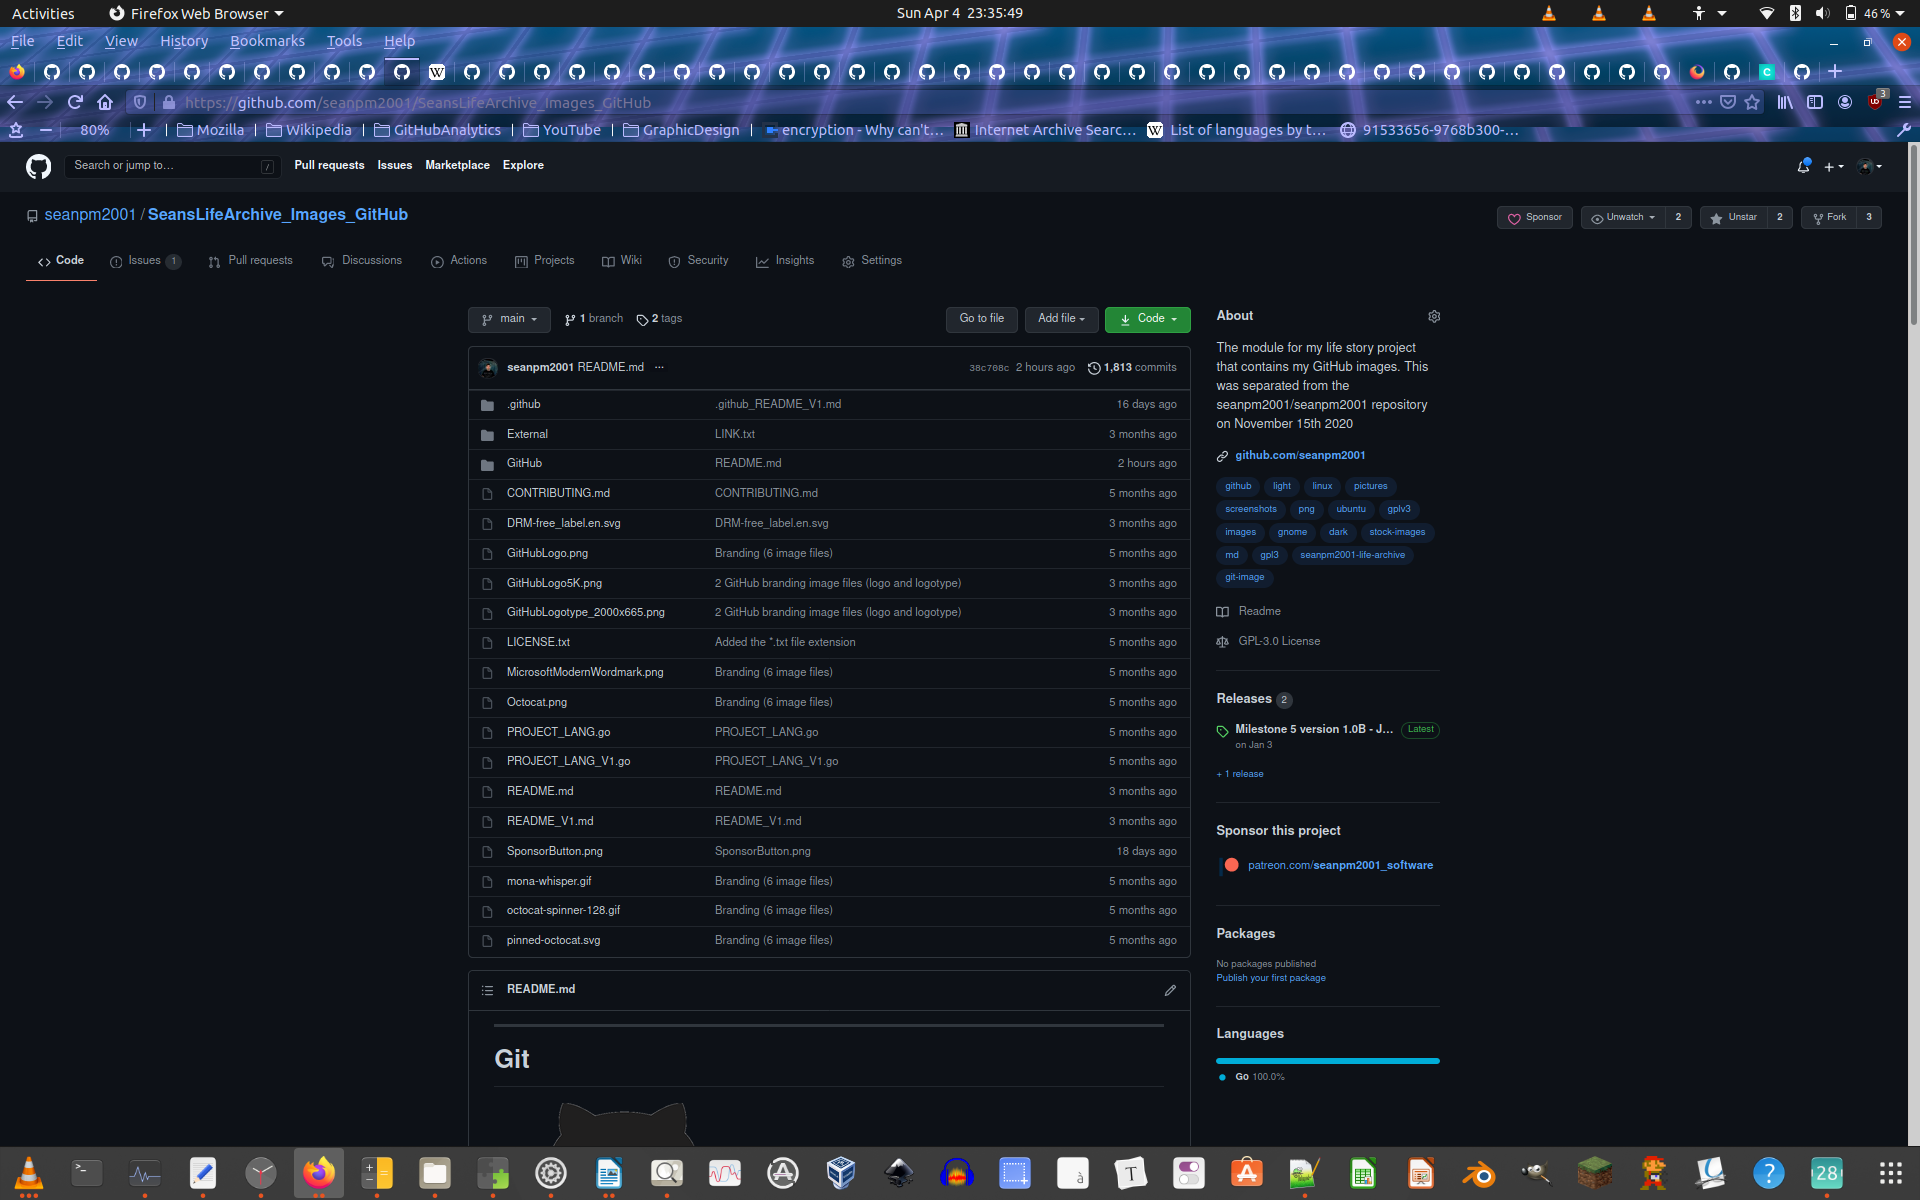 Activities Firefox Web Browser Sun Apr 4 23:35:49 46 %
File Edit View History Bookmarks Tools Help
https://github.com/seanpm2001/SeansLifeArchive_Images_GitHub 3
80% Mozilla Wikipedia GitHubAnalytics YouTube GraphicDesign encryption - Why can't… Internet Archive Searc… List of languages by t… 91533656-9768b300-…
Search or jump to… / Pull requests Issues Marketplace Explore
seanpm2001 / SeansLifeArchive_Images_GitHub Sponsor Unwatch 2 Unstar 2 Fork 3
Code Issues 1 Pull requests Discussions Actions Projects Wiki Security Insights Settings
main 1 branch 2 tags Go to file Add file Code
seanpm2001 README.md ... 38c708c 2 hours ago 1,813 commits
.github .github_README_V1.md 16 days ago
External LINK.txt 3 months ago
GitHub README.md 2 hours ago
CONTRIBUTING.md CONTRIBUTING.md 5 months ago
DRM-free_label.en.svg DRM-free_label.en.svg 3 months ago
GitHubLogo.png Branding (6 image files) 5 months ago
GitHubLogo5K.png 2 GitHub branding image files (logo and logotype) 3 months ago
GitHubLogotype_2000x665.png 2 GitHub branding image files (logo and logotype) 3 months ago
LICENSE.txt Added the *.txt file extension 5 months ago
MicrosoftModernWordmark.png Branding (6 image files) 5 months ago
Octocat.png Branding (6 image files) 5 months ago
PROJECT_LANG.go PROJECT_LANG.go 5 months ago
PROJECT_LANG_V1.go PROJECT_LANG_V1.go 5 months ago
README.md README.md 3 months ago
README_V1.md README_V1.md 3 months ago
SponsorButton.png SponsorButton.png 18 days ago
mona-whisper.gif Branding (6 image files) 5 months ago
octocat-spinner-128.gif Branding (6 image files) 5 months ago
pinned-octocat.svg Branding (6 image files) 5 months ago
README.md
Git
About
The module for my life story project
that contains my GitHub images. This
was separated from the
seanpm2001/seanpm2001 repository
on November 15th 2020
github.com/seanpm2001
github light linux pictures
screenshots png ubuntu gplv3
images gnome dark stock-images
md gpl3 seanpm2001-life-archive
git-image
Readme
GPL-3.0 License
Releases 2
Milestone 5 version 1.0B - J... Latest
on Jan 3
+ 1 release
Sponsor this project
patreon.com/seanpm2001_software
Packages
No packages published
Publish your first package
Languages
Go 100.0%
28